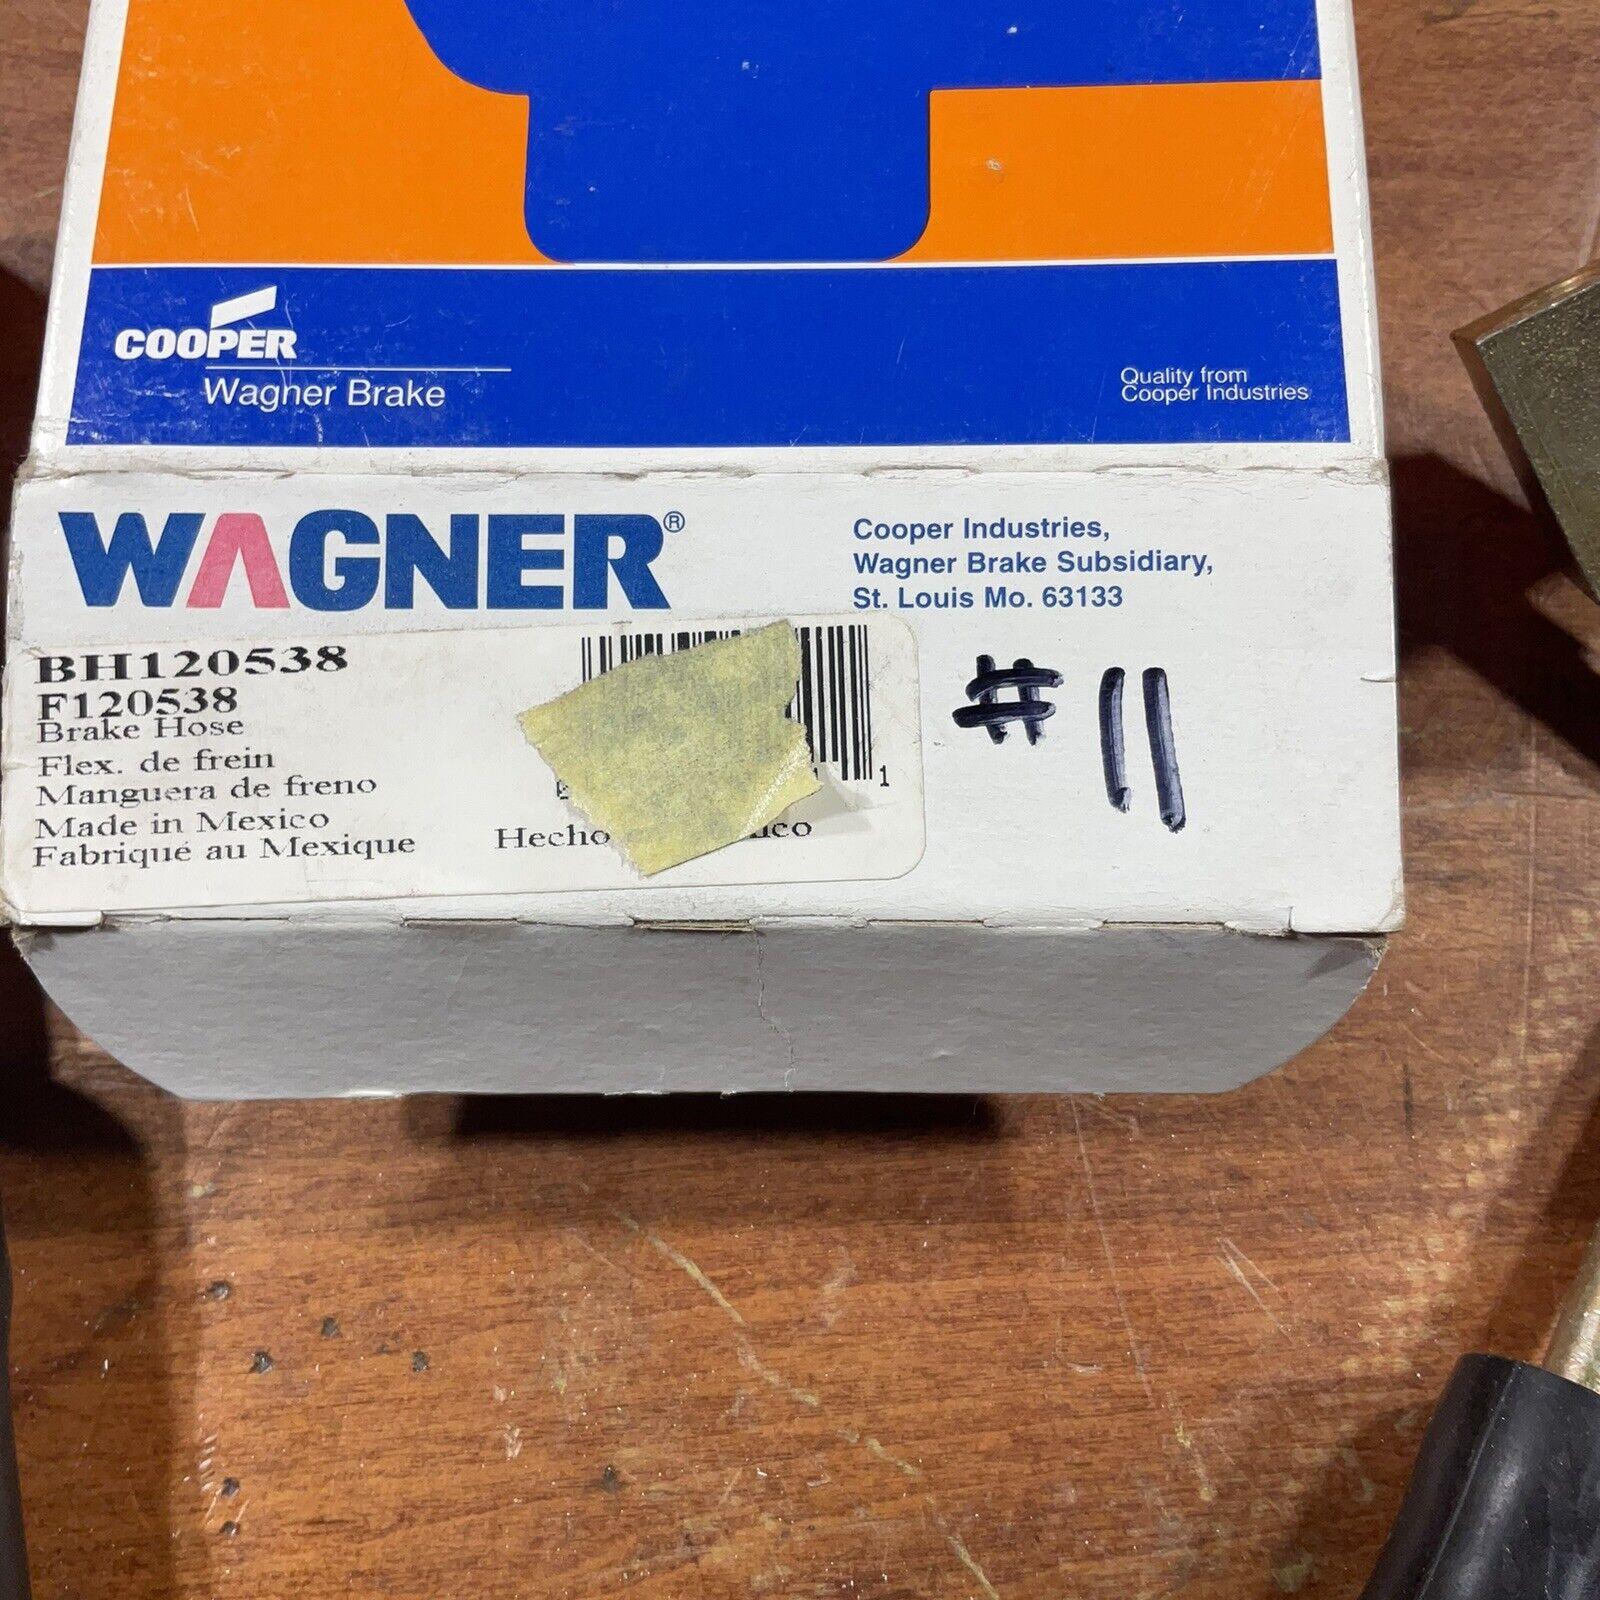 COOPER
Wagner Brake
Quality from
Cooper Industries
WAGNER®
Cooper Industries,
Wagner Brake Subsidiary,
St. Louis Mo. 63133
BH120538
F120538
Brake Hose
Flex. de frein
Manguera de freno
Made in Mexico
Fabriqué au Mexique
Hecho
1
#11